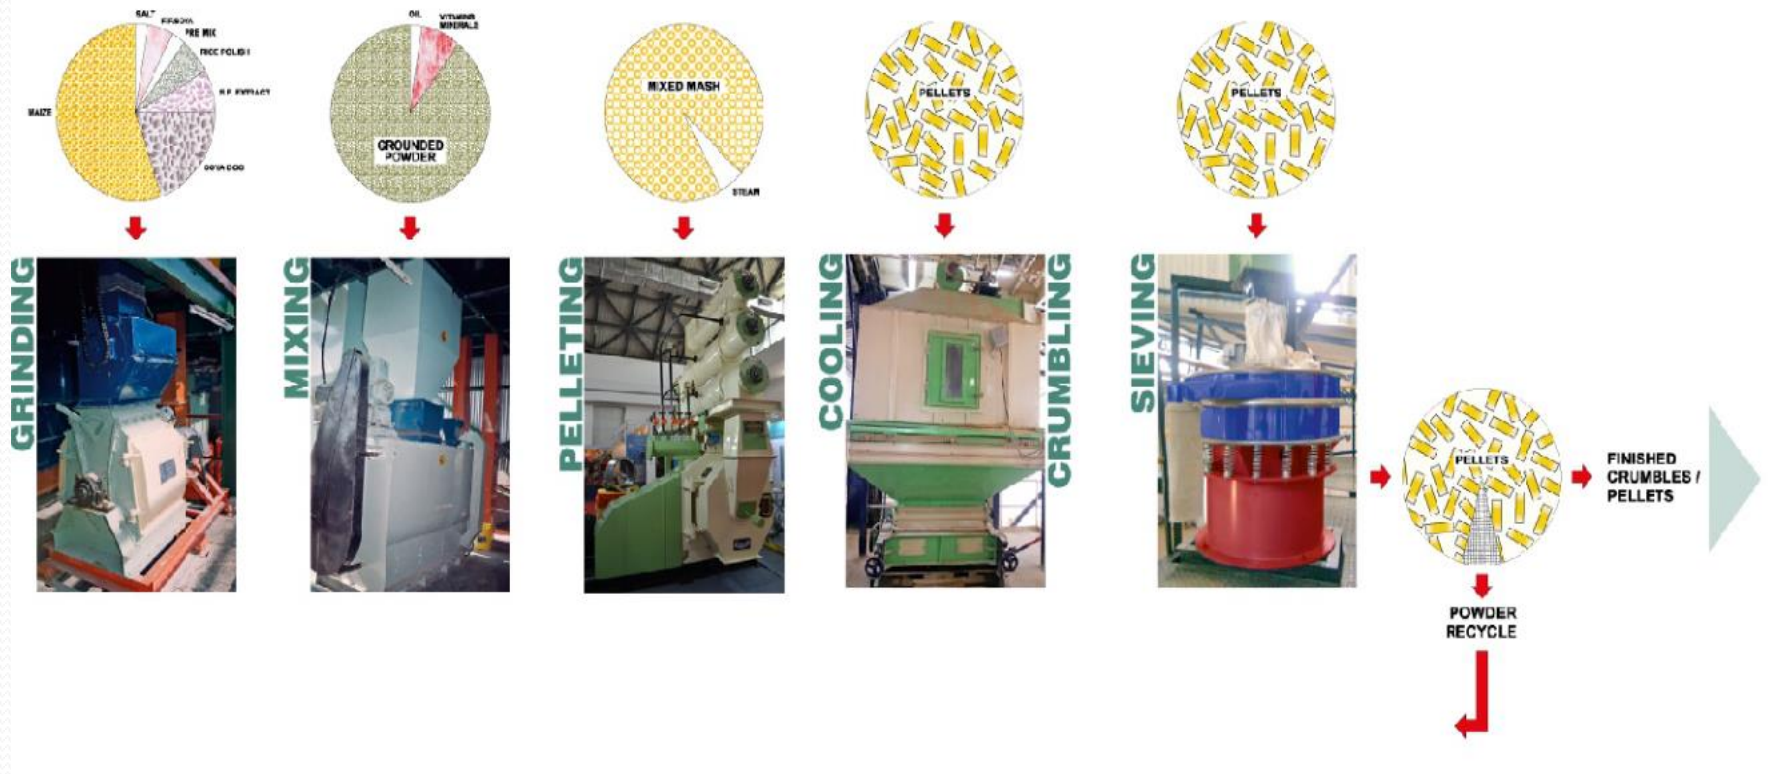 SALT
PRE MIX
RICE POLISH
MAIZE
OIL
VITAMINS
MINERALS
GROUNDED
POWDER
MIXED MASH
STEAM
PELLETS
PELLETS
GRINDING
MIXING
PELLETING
COOLING
CRUMBLING
SIEVING
PELLETS
FINISHED
CRUMBLES /
PELLETS
POWDER
RECYCLE